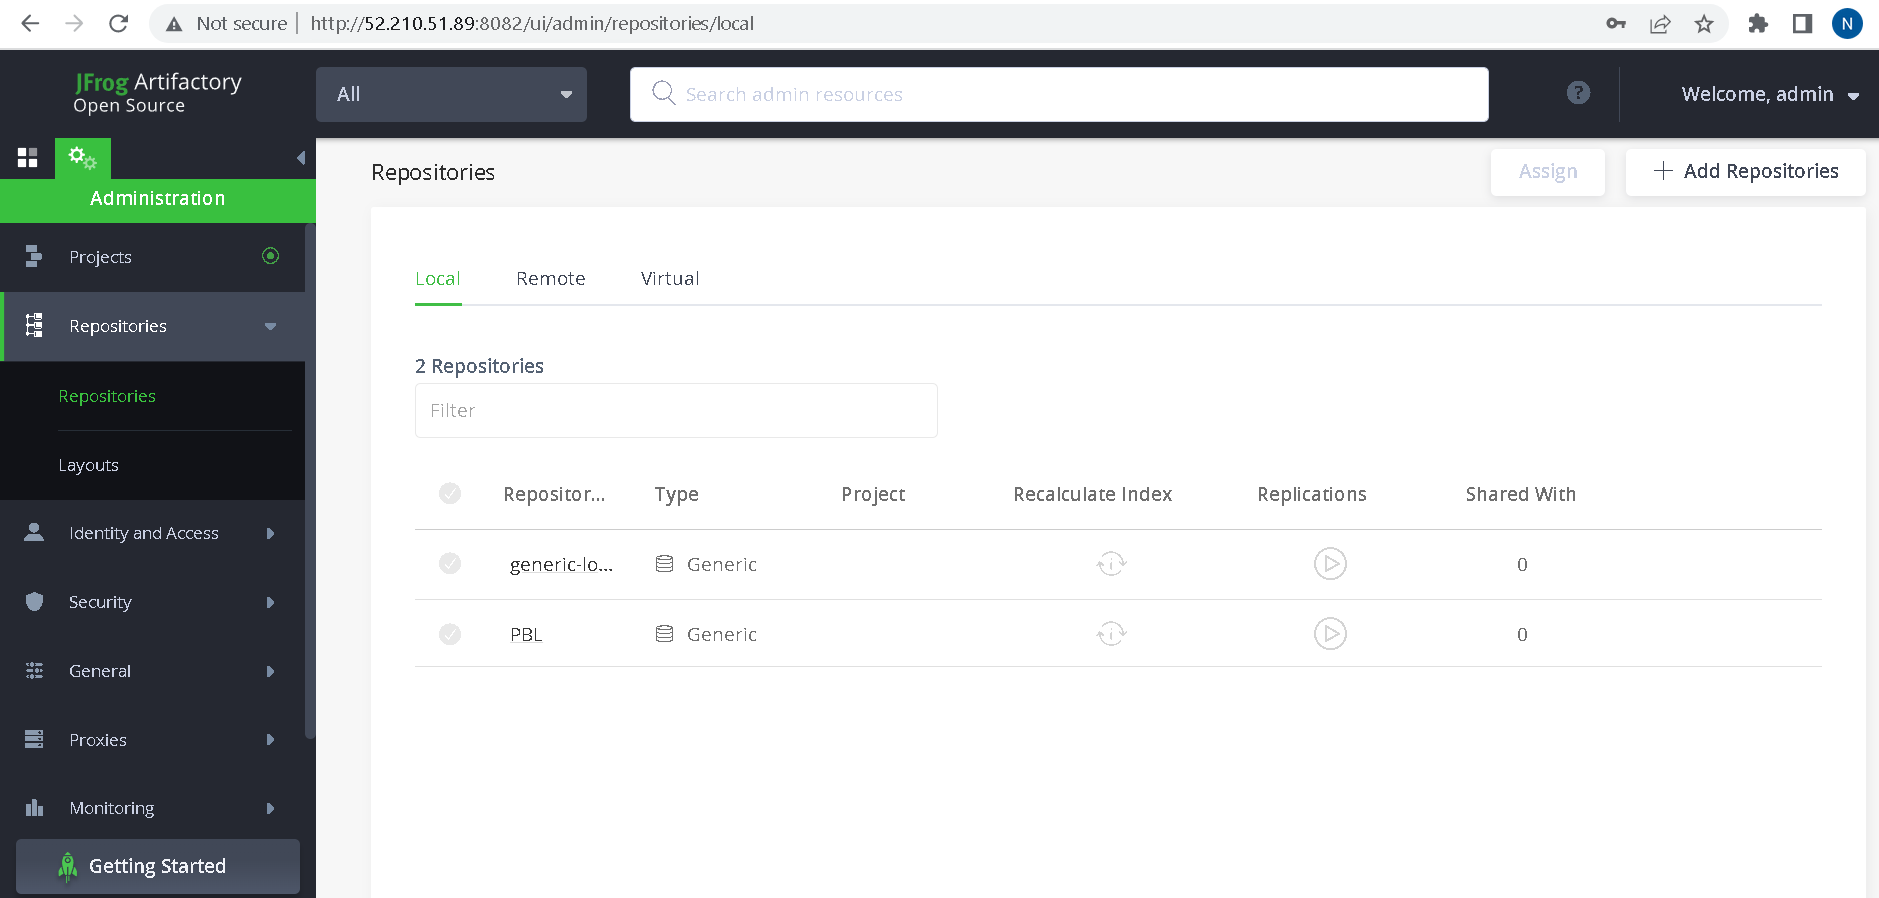 Not secure | http://52.210.51.89:8082/ui/admin/repositories/local
N
JFrog Artifactory
Open Source
All
Search admin resources
?
Welcome, admin
Administration
Projects
Repositories
Repositories
Layouts
Identity and Access
Security
General
Proxies
Monitoring
Getting Started
Repositories
Assign
Add Repositories
Local
Remote
Virtual
2 Repositories
Filter
Repositor... Type Project Recalculate Index Replications Shared With
generic-lo... Generic 0
PBL Generic 0